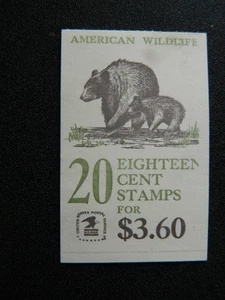 AMERICAN WILDLIFE
20 EIGHTEEN
CENT
STAMPS
FOR
$3.60